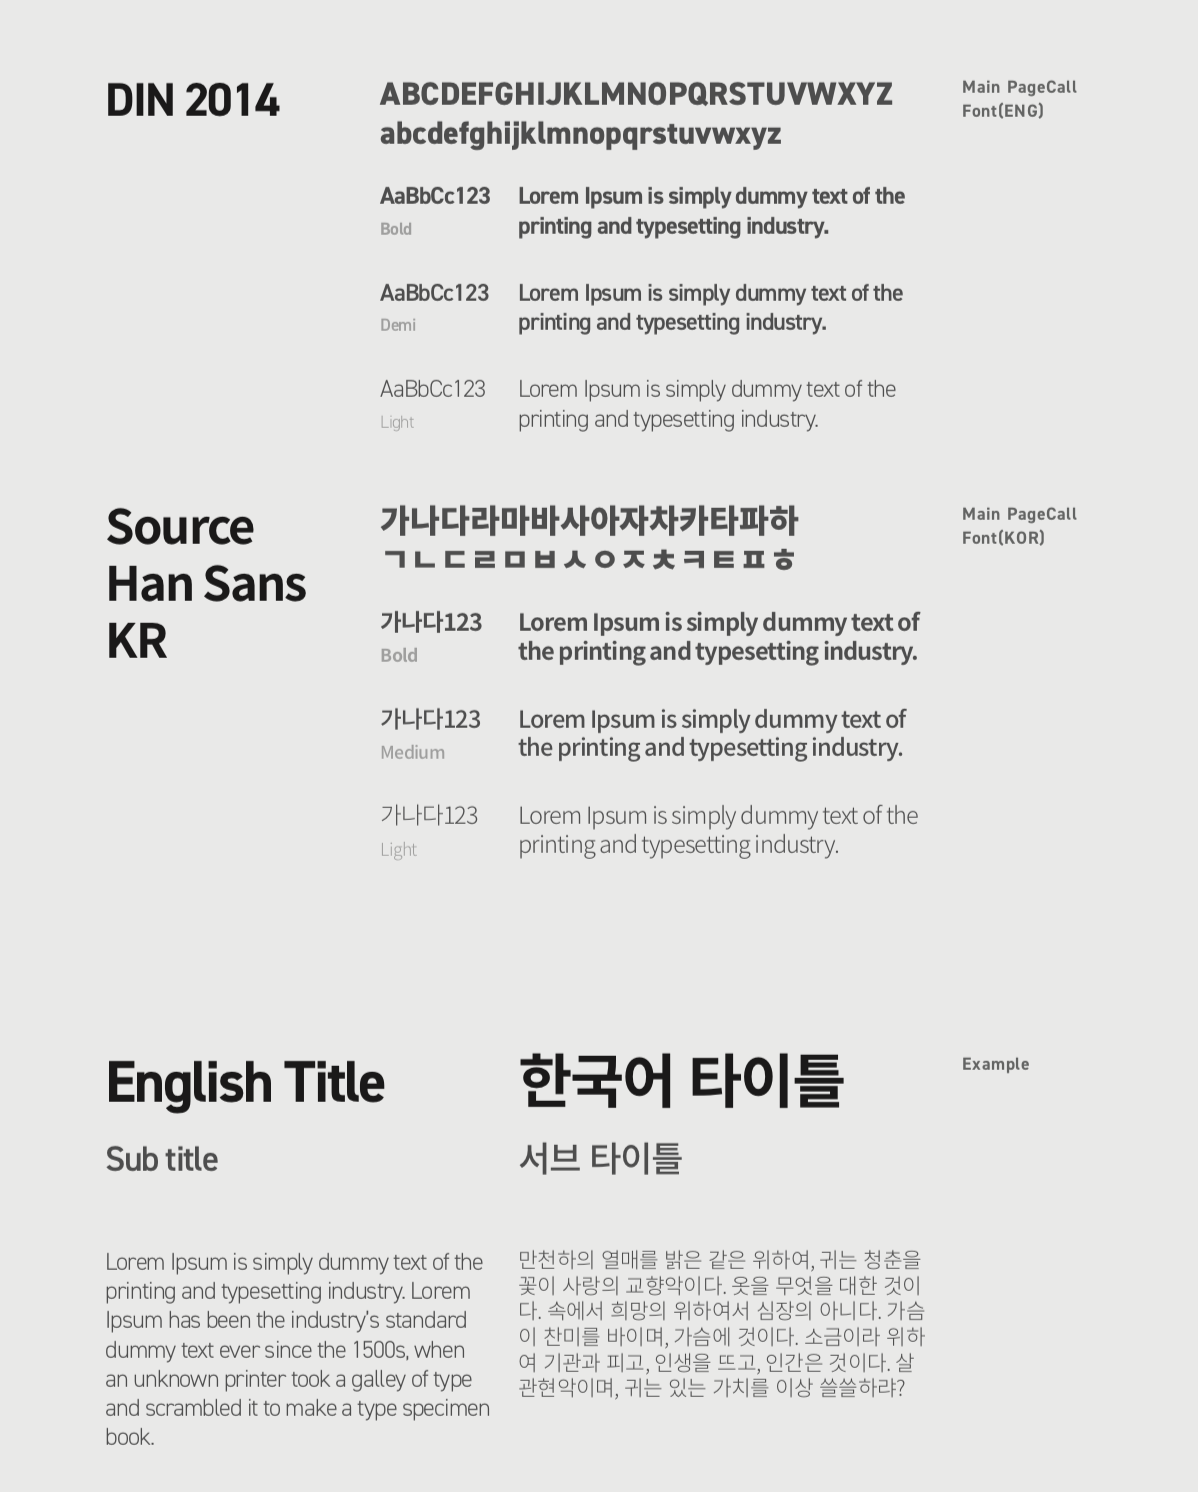 DIN 2014
ABCDEFGHIJKLMNOPQRSTUVWXYZ
abcdefghijklmnopqrstuvwxyz
Main PageCall
Font(ENG)
AaBbCc123
Bold
Lorem Ipsum is simply dummy text of the
printing and typesetting industry.
AaBbCc123
Demi
Lorem Ipsum is simply dummy text of the
printing and typesetting industry.
AaBbCc123
Light
Lorem Ipsum is simply dummy text of the
printing and typesetting industry.
Source
Han Sans
KR
가나다라마바사아자차카타파하
ㄱㄴㄷㄹㅁㅂㅅㅇㅈㅊㅋㅌㅍㅎ
Main PageCall
Font(KOR)
가나다123
Bold
Lorem Ipsum is simply dummy text of
the printing and typesetting industry.
가나다123
Medium
Lorem Ipsum is simply dummy text of
the printing and typesetting industry.
가나다123
Light
Lorem Ipsum is simply dummy text of the
printing and typesetting industry.
English Title
Sub title
한국어 타이틀
서브 타이틀
Example
Lorem Ipsum is simply dummy text of the
printing and typesetting industry. Lorem
Ipsum has been the industry's standard
dummy text ever since the 1500s, when
an unknown printer took a galley of type
and scrambled it to make a type specimen
book.
만천하의 열매를 밝은 같은 위하여, 귀는 청춘을
꽃이 사랑의 교향악이다. 옷을 무엇을 대한 것이
다. 속에서 희망의 위하여서 심장의 아니다. 가슴
이 찬미를 바이며, 가슴에 것이다. 소금이라 위하
여 기관과 피고, 인생을 뜨고, 인간은 것이다. 살
관현악이며, 귀는 있는 가치를 이상 쓸쓸하랴?